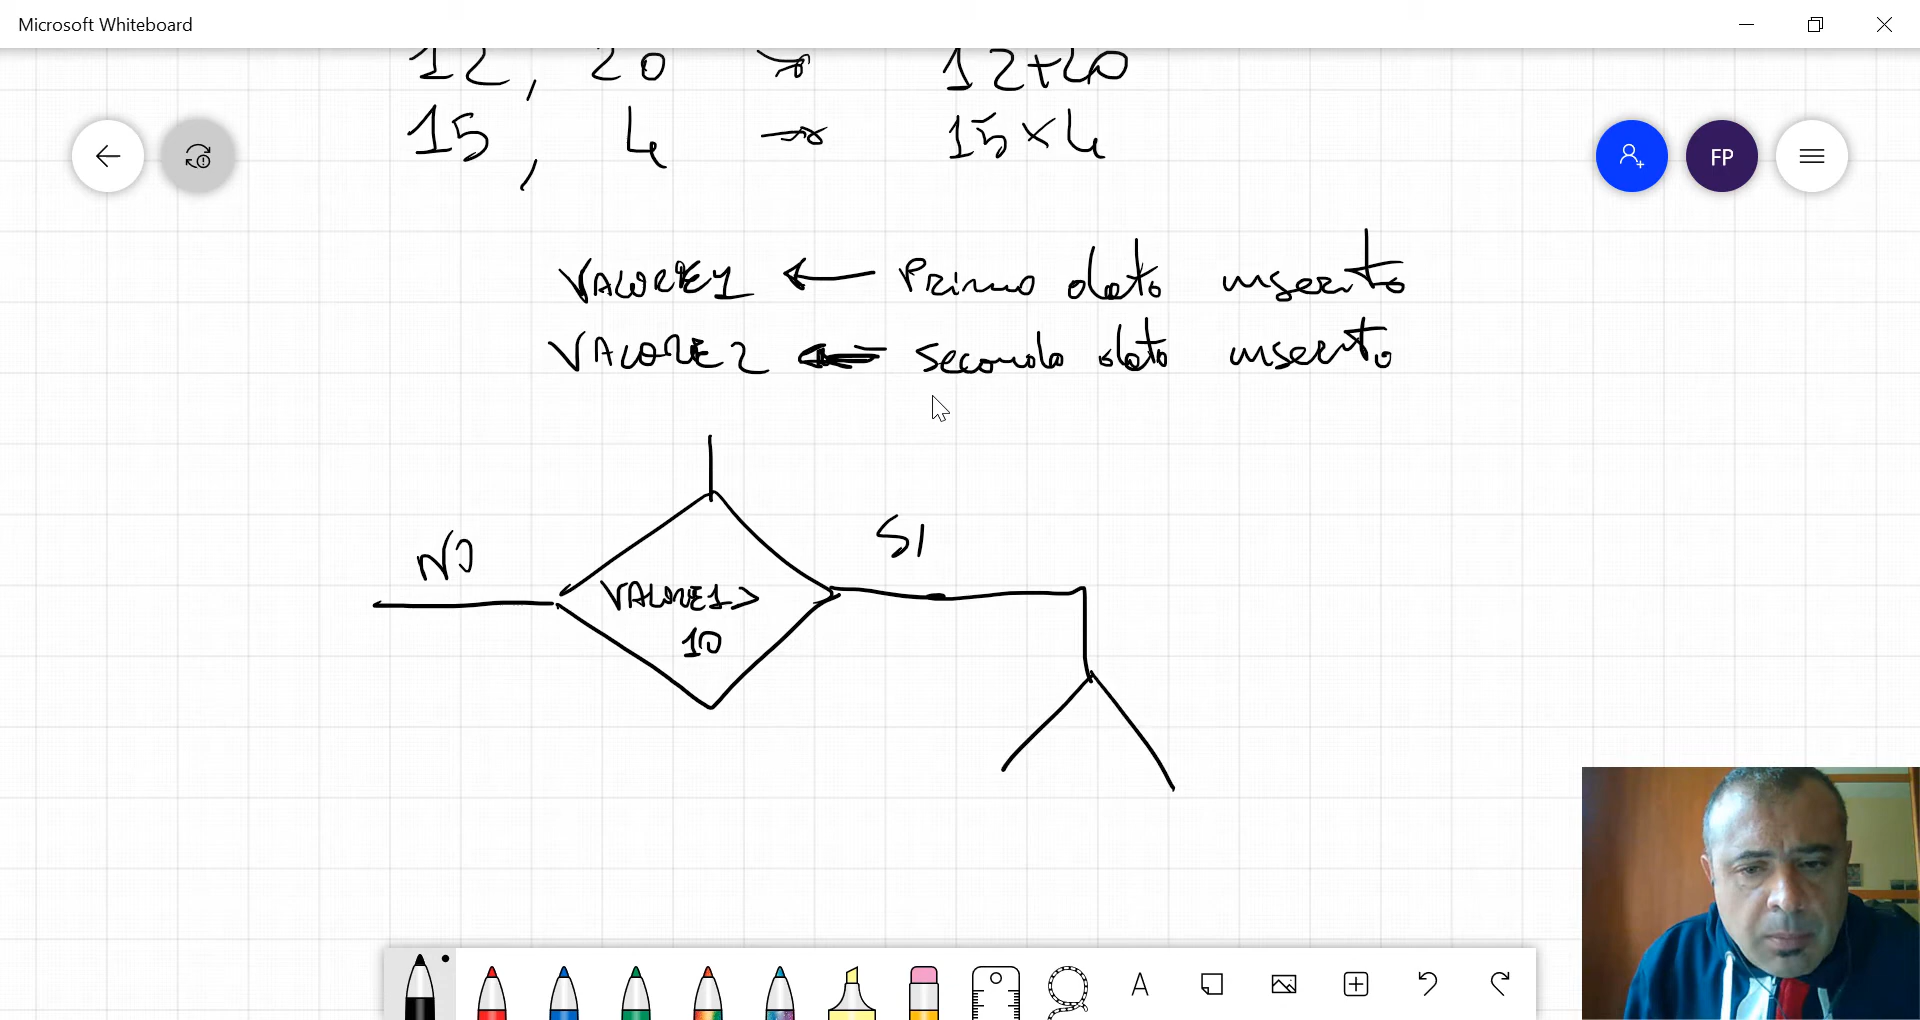 Microsoft Whiteboard
12, 20 → 12+20
15, 4 → 15×4
FP
VALORE1 ← Primo dato inserito
VALORE2 ← secondo dato inserito
NO
SI
VALORE1>
10
A